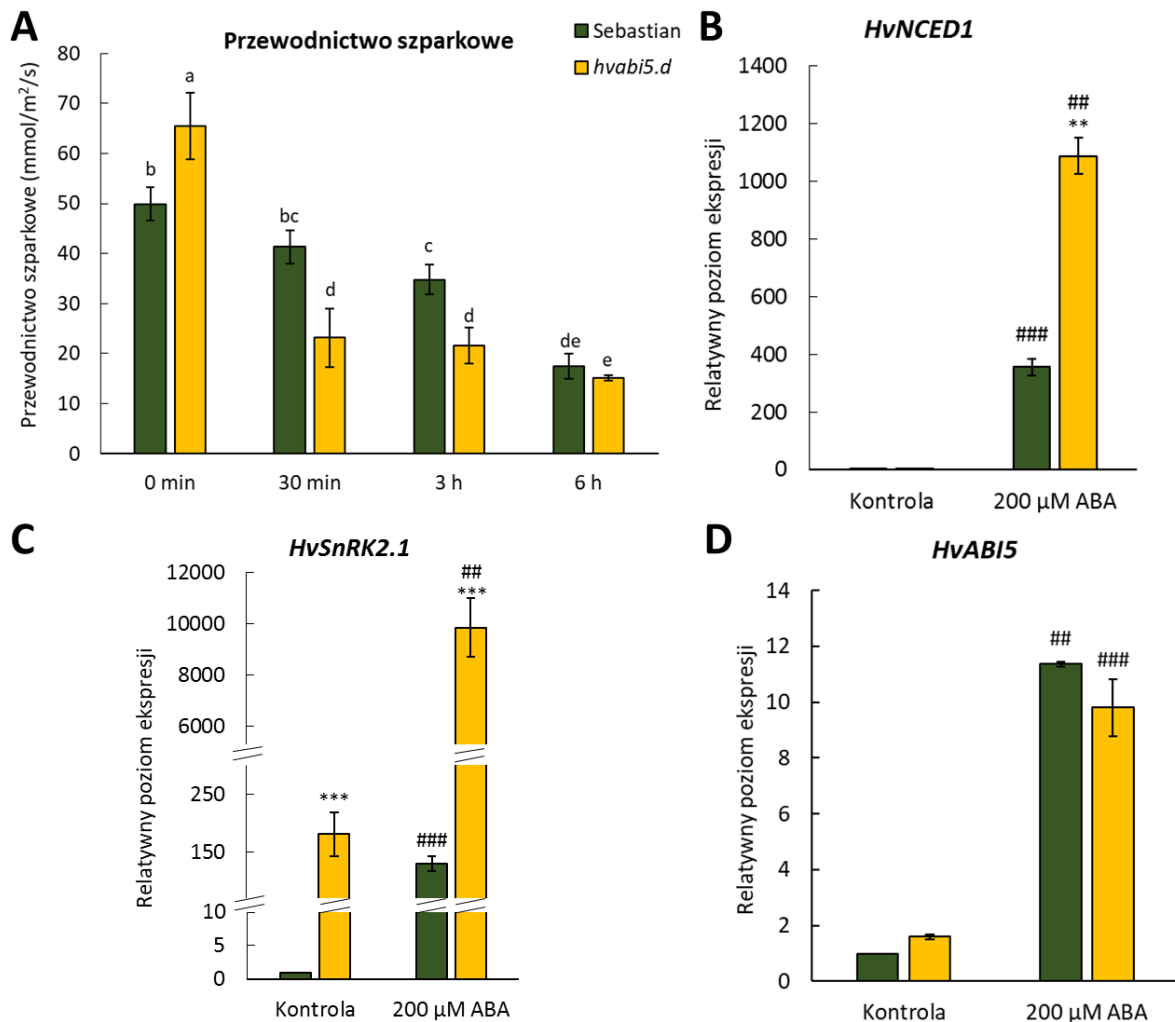 A
Przewodnictwo szparkowe
Sebastian
hvabi5.d
Przewodnictwo szparkowe (mmol/m²/s)
80
70
60
50
40
30
20
10
0
b
a
bc
d
c
d
de
e
0 min
30 min
3 h
6 h
B
HvNCED1
Relatywny poziom ekspresji
1400
1200
1000
800
600
400
200
0
###
##
**
Kontrola
200 µM ABA
C
HvSnRK2.1
Relatywny poziom ekspresji
12000
10000
8000
6000
250
150
10
5
0
***
###
##
***
Kontrola
200 µM ABA
D
HvABI5
Relatywny poziom ekspresji
14
12
10
8
6
4
2
0
##
###
Kontrola
200 µM ABA